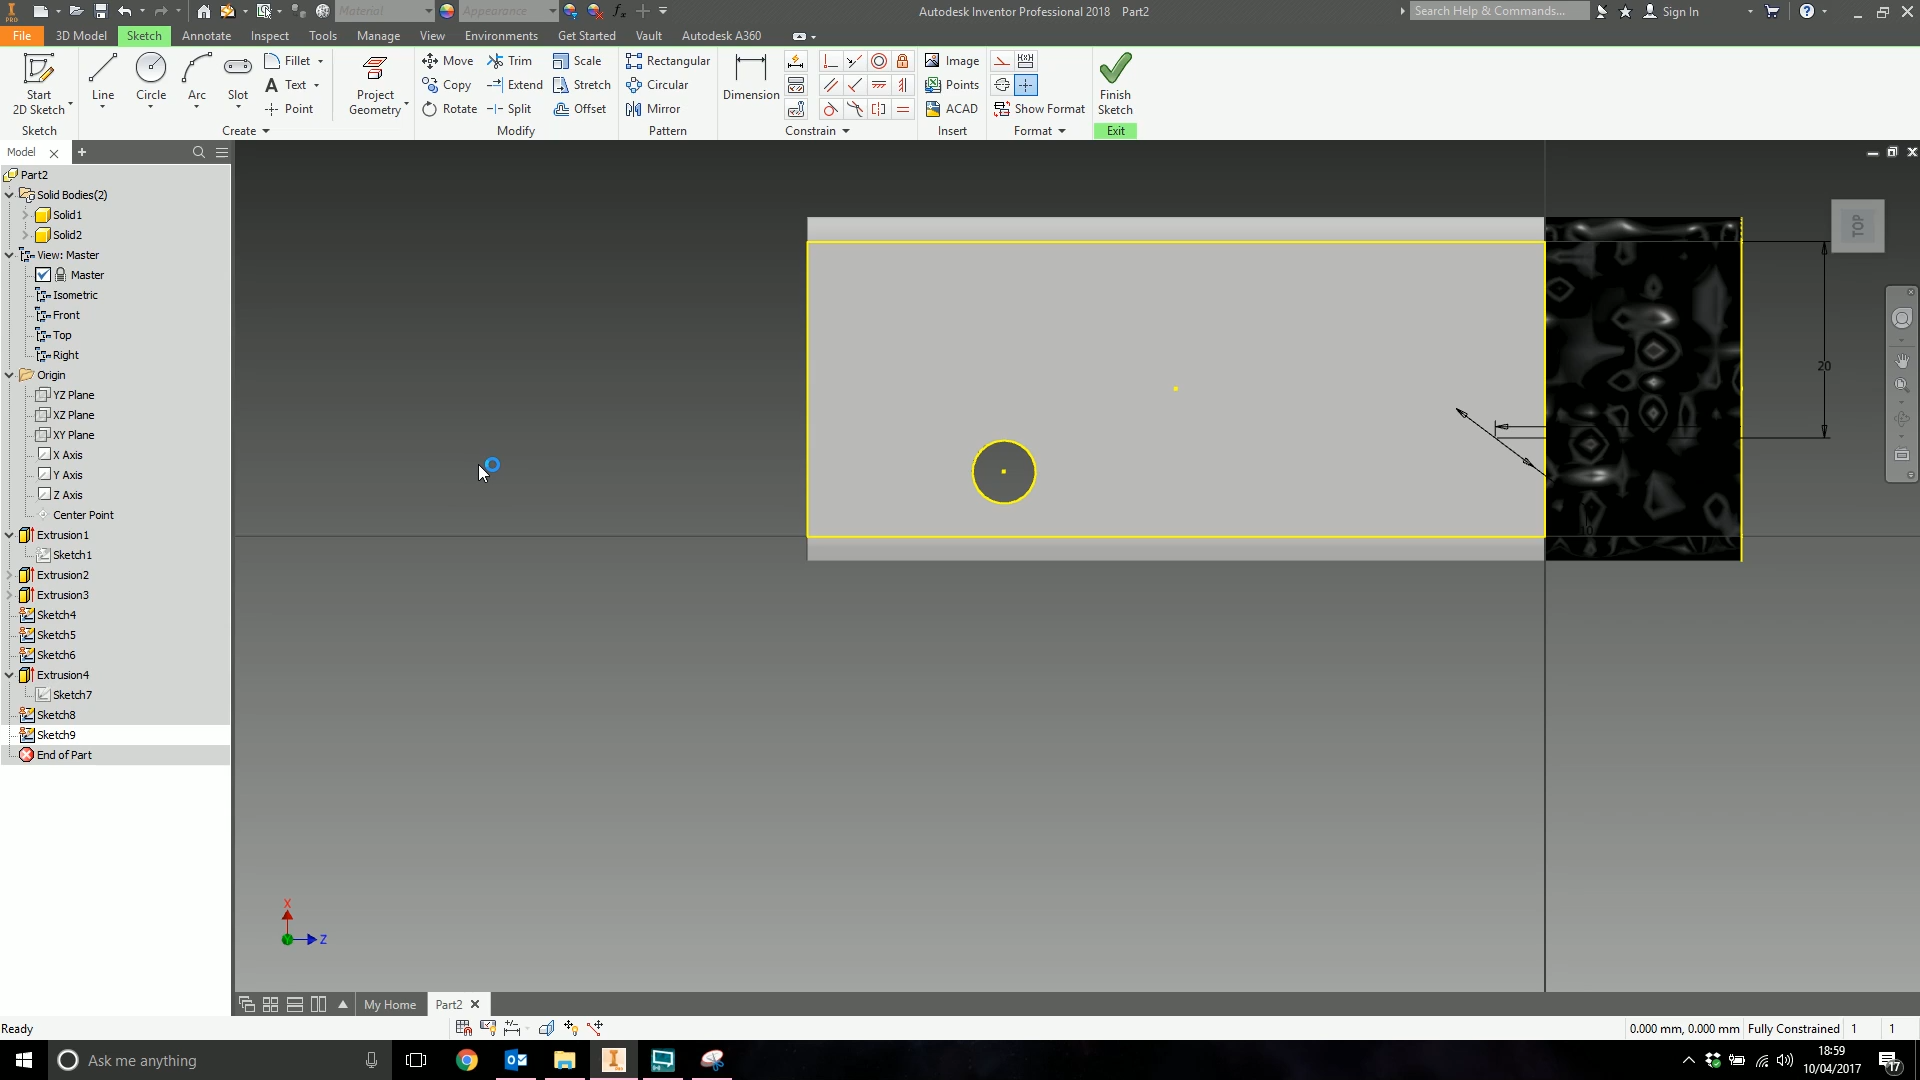 Material
Appearance
Autodesk Inventor Professional 2018 Part2
Search Help & Commands...
Sign In
PRO
File
3D Model
Sketch
Annotate
Inspect
Tools
Manage
View
Environments
Get Started
Vault
Autodesk A360
Start
2D Sketch
Line
Circle
Arc
Slot
Fillet
Text
Point
Project
Geometry
Move
Copy
Rotate
Trim
Extend
Split
Scale
Stretch
Offset
Rectangular
Circular
Mirror
Dimension
Image
Points
ACAD
Show Format
Finish
Sketch
Sketch
Create
Modify
Pattern
Constrain
Insert
Format
Exit
Model
Part2
Solid Bodies(2)
Solid1
Solid2
View: Master
Master
Isometric
Front
Top
Right
Origin
YZ Plane
XZ Plane
XY Plane
X Axis
Y Axis
Z Axis
Center Point
Extrusion1
Sketch1
Extrusion2
Extrusion3
Sketch4
Sketch5
Sketch6
Extrusion4
Sketch7
Sketch8
Sketch9
End of Part
TOP
20
10
X
Z
My Home
Part2
Ready
0.000 mm, 0.000 mm
Fully Constrained
1
1
Ask me anything
18:59
10/04/2017
17